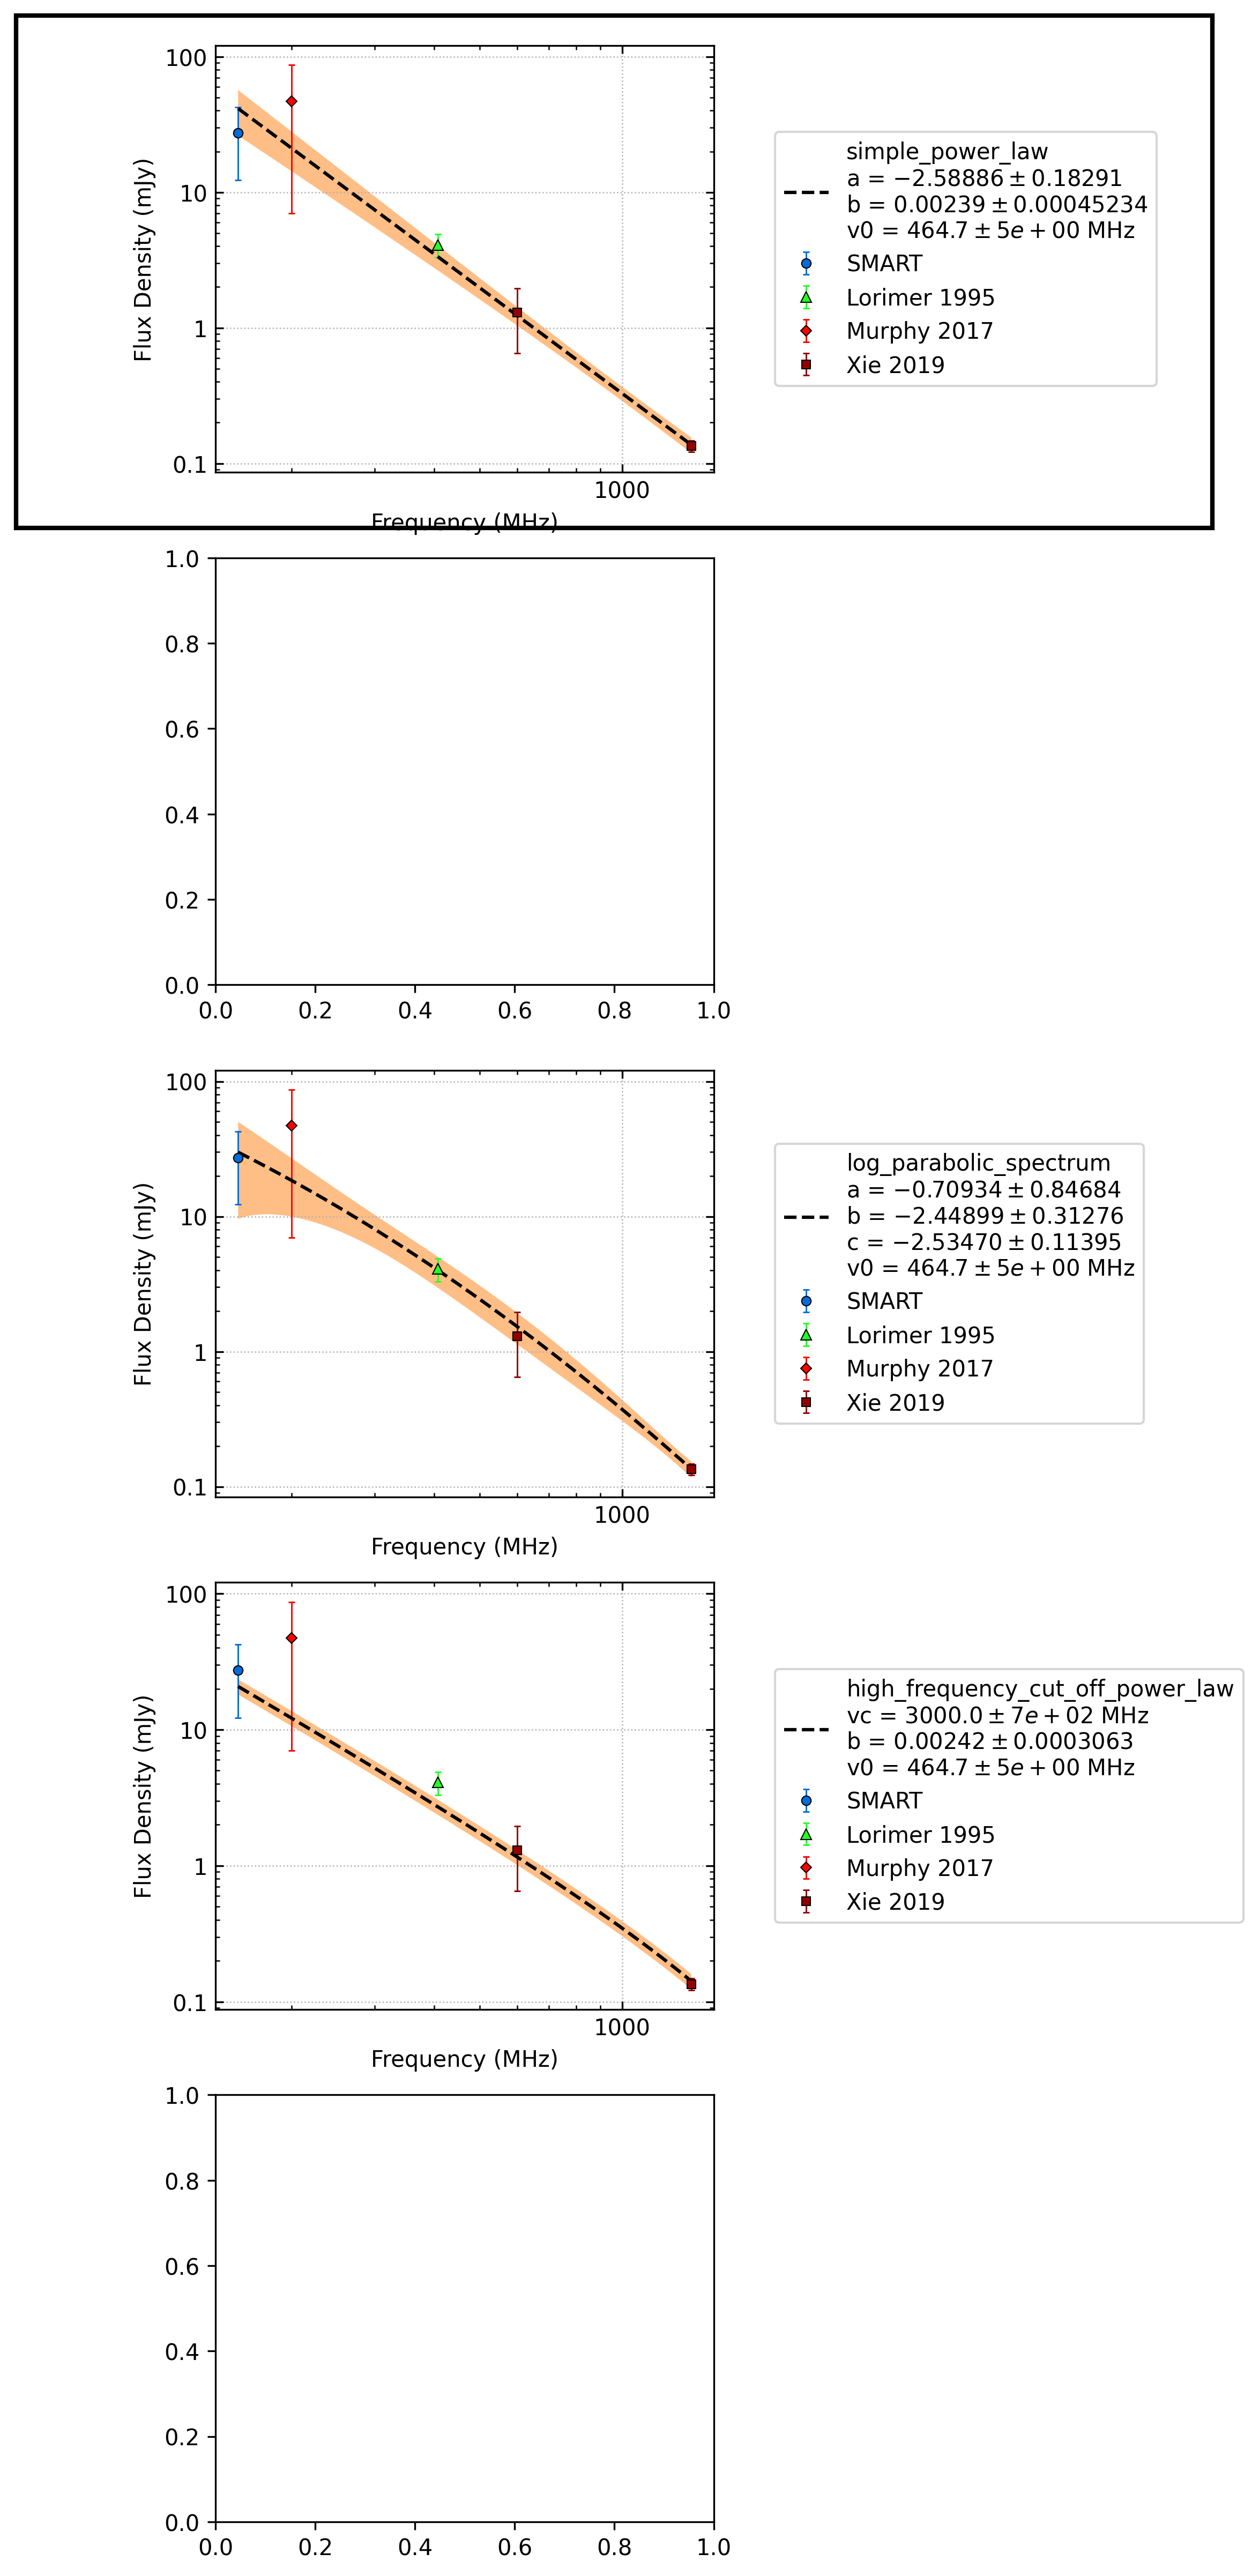 100
10
1
0.1
Flux Density (mJy)
1000
Frequency (MHz)
simple_power_law
a = −2.58886 ± 0.18291
b = 0.00239 ± 0.00045234
v0 = 464.7 ± 5e + 00 MHz
SMART
Lorimer 1995
Murphy 2017
Xie 2019
1.0
0.8
0.6
0.4
0.2
0.0
0.0 0.2 0.4 0.6 0.8 1.0
100
10
1
0.1
Flux Density (mJy)
1000
Frequency (MHz)
log_parabolic_spectrum
a = −0.70934 ± 0.84684
b = −2.44899 ± 0.31276
c = −2.53470 ± 0.11395
v0 = 464.7 ± 5e + 00 MHz
SMART
Lorimer 1995
Murphy 2017
Xie 2019
100
10
1
0.1
Flux Density (mJy)
1000
Frequency (MHz)
high_frequency_cut_off_power_law
vc = 3000.0 ± 7e + 02 MHz
b = 0.00242 ± 0.0003063
v0 = 464.7 ± 5e + 00 MHz
SMART
Lorimer 1995
Murphy 2017
Xie 2019
1.0
0.8
0.6
0.4
0.2
0.0
0.0 0.2 0.4 0.6 0.8 1.0